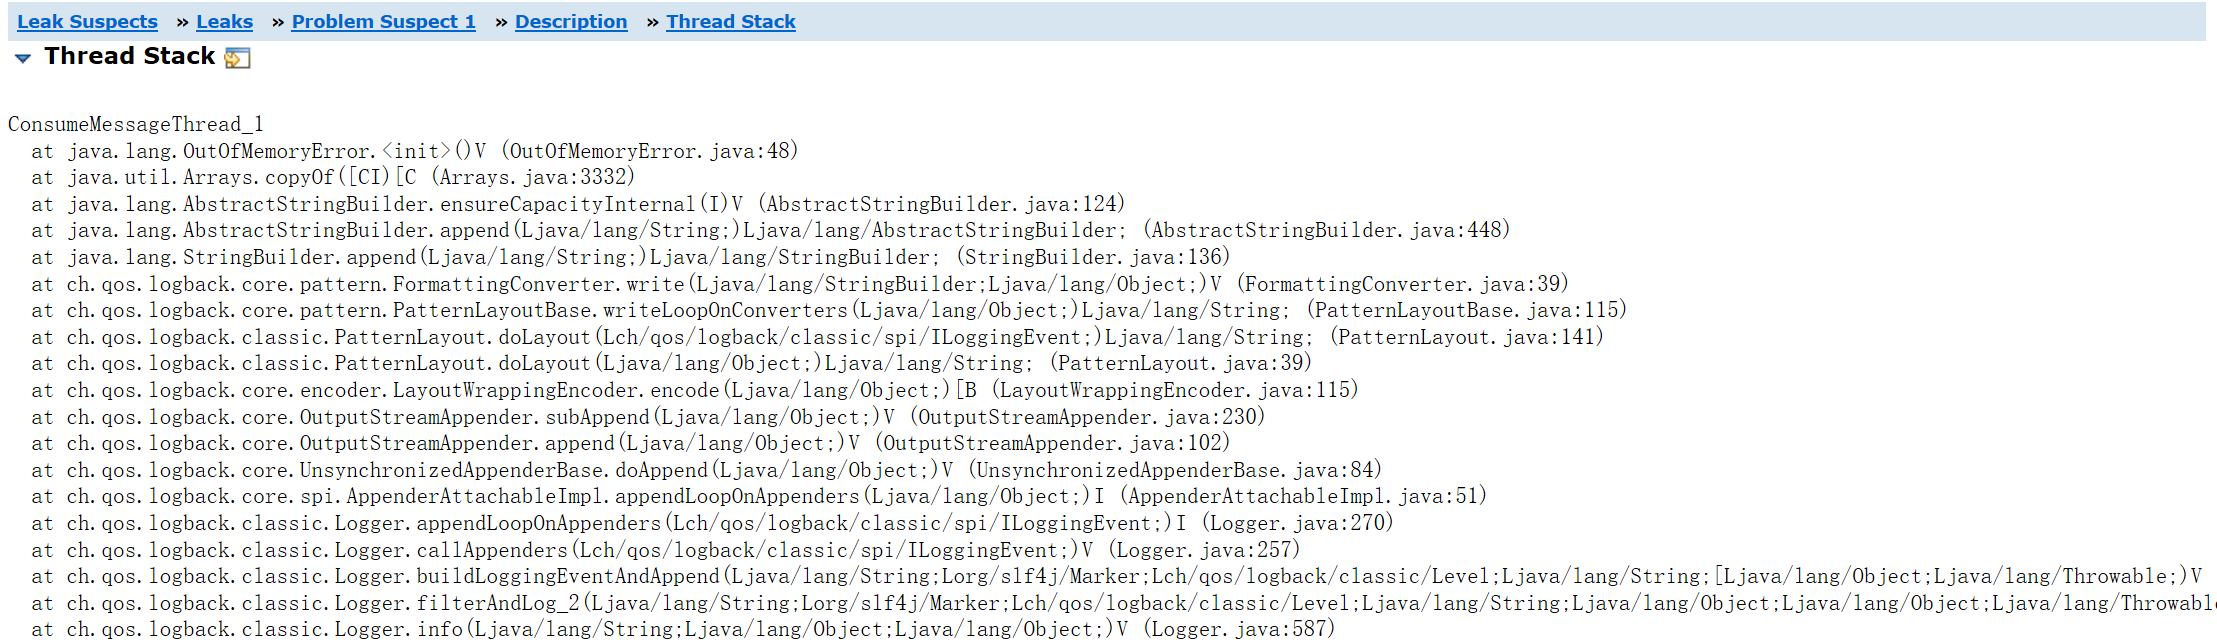 Leak Suspects » Leaks » Problem Suspect 1 » Description » Thread Stack
Thread Stack
ConsumeMessageThread_1
at java.lang.OutOfMemoryError.<init>()V (OutOfMemoryError.java:48)
at java.util.Arrays.copyOf([CI)[C (Arrays.java:3332)
at java.lang.AbstractStringBuilder.ensureCapacityInternal(I)V (AbstractStringBuilder.java:124)
at java.lang.AbstractStringBuilder.append(Ljava/lang/String;)Ljava/lang/AbstractStringBuilder; (AbstractStringBuilder.java:448)
at java.lang.StringBuilder.append(Ljava/lang/String;)Ljava/lang/StringBuilder; (StringBuilder.java:136)
at ch.qos.logback.core.pattern.FormattingConverter.write(Ljava/lang/StringBuilder;Ljava/lang/Object;)V (FormattingConverter.java:39)
at ch.qos.logback.core.pattern.PatternLayoutBase.writeLoopOnConverters(Ljava/lang/Object;)Ljava/lang/String; (PatternLayoutBase.java:115)
at ch.qos.logback.classic.PatternLayout.doLayout(Lch/qos/logback/classic/spi/ILoggingEvent;)Ljava/lang/String; (PatternLayout.java:141)
at ch.qos.logback.classic.PatternLayout.doLayout(Ljava/lang/Object;)Ljava/lang/String; (PatternLayout.java:39)
at ch.qos.logback.core.encoder.LayoutWrappingEncoder.encode(Ljava/lang/Object;)[B (LayoutWrappingEncoder.java:115)
at ch.qos.logback.core.OutputStreamAppender.subAppend(Ljava/lang/Object;)V (OutputStreamAppender.java:230)
at ch.qos.logback.core.OutputStreamAppender.append(Ljava/lang/Object;)V (OutputStreamAppender.java:102)
at ch.qos.logback.core.UnsynchronizedAppenderBase.doAppend(Ljava/lang/Object;)V (UnsynchronizedAppenderBase.java:84)
at ch.qos.logback.core.spi.AppenderAttachableImpl.appendLoopOnAppenders(Ljava/lang/Object;)I (AppenderAttachableImpl.java:51)
at ch.qos.logback.classic.Logger.appendLoopOnAppenders(Lch/qos/logback/classic/spi/ILoggingEvent;)I (Logger.java:270)
at ch.qos.logback.classic.Logger.callAppenders(Lch/qos/logback/classic/spi/ILoggingEvent;)V (Logger.java:257)
at ch.qos.logback.classic.Logger.buildLoggingEventAndAppend(Ljava/lang/String;Lorg/slf4j/Marker;Lch/qos/logback/classic/Level;Ljava/lang/String;[Ljava/lang/Object;Ljava/lang/Throwable;)V
at ch.qos.logback.classic.Logger.filterAndLog_2(Ljava/lang/String;Lorg/slf4j/Marker;Lch/qos/logback/classic/Level;Ljava/lang/String;Ljava/lang/Object;Ljava/lang/Object;Ljava/lang/Throwabl
at ch.qos.logback.classic.Logger.info(Ljava/lang/String;Ljava/lang/Object;Ljava/lang/Object;)V (Logger.java:587)